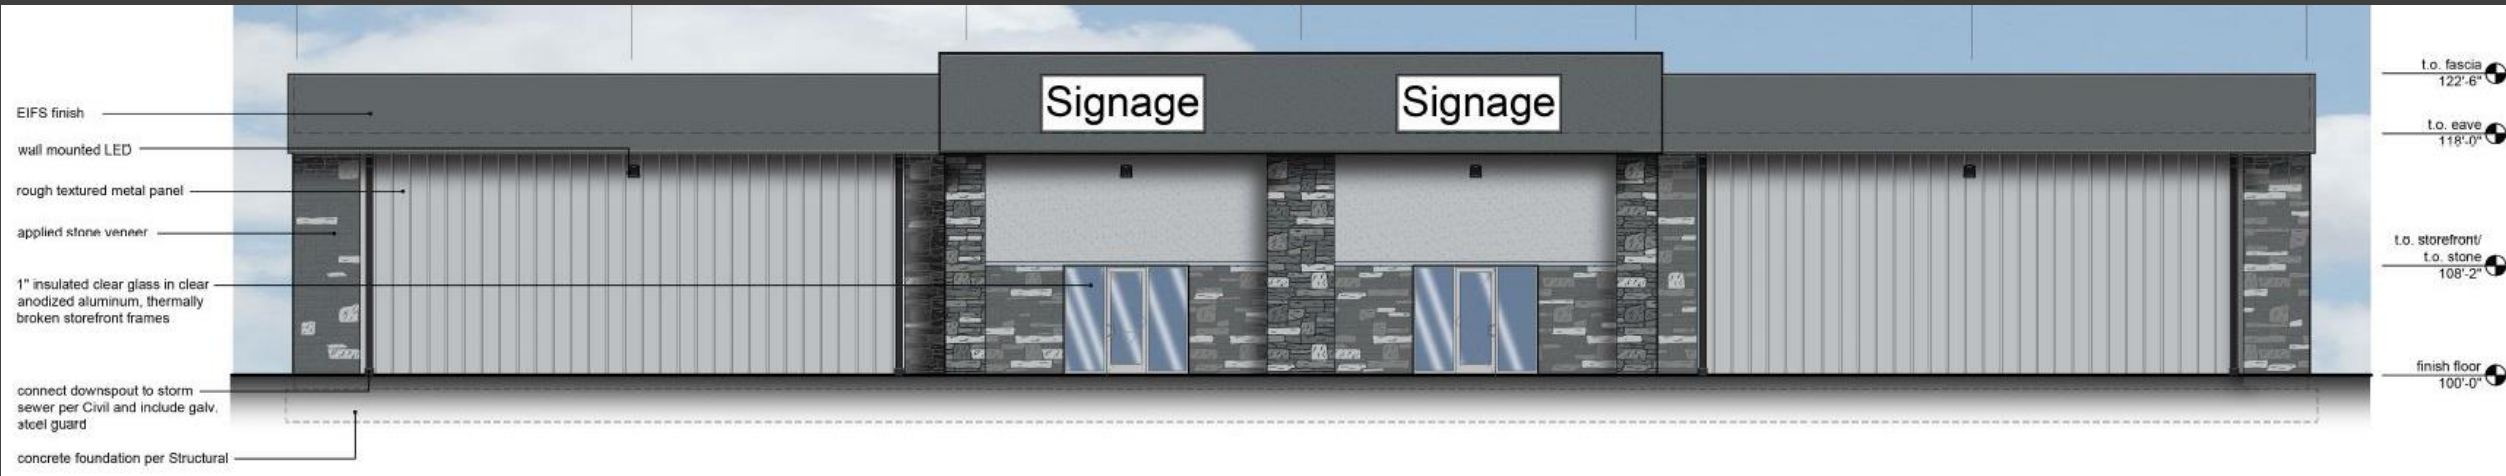 EIFS finish
wall mounted LED
rough textured metal panel
applied stone veneer
1" insulated clear glass in clear
anodized aluminum, thermally
broken storefront frames
connect downspout to storm
sewer per Civil and include galv.
steel guard
concrete foundation per Structural
Signage
Signage
t.o. fascia
122'-6"
t.o. eave
118'-0"
t.o. storefront/
t.o. stone
108'-2"
finish floor
100'-0"